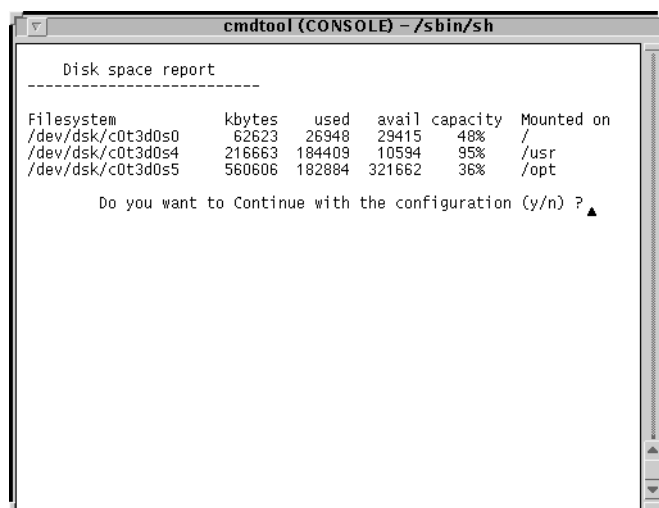 cmdtool (CONSOLE) – /sbin/sh
Disk space report
---------------------------
Filesystem kbytes used avail capacity Mounted on
/dev/dsk/c0t3d0s0 62623 26948 29415 48% /
/dev/dsk/c0t3d0s4 216663 184409 10594 95% /usr
/dev/dsk/c0t3d0s5 560606 182884 321662 36% /opt
Do you want to Continue with the configuration (y/n) ?